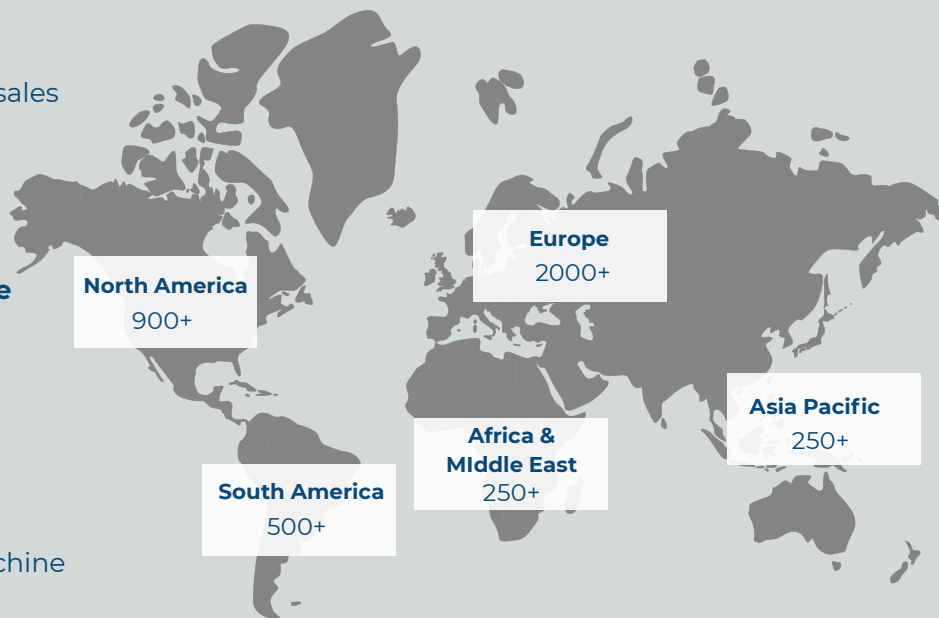 sales
Europe
2000+
e
North America
900+
Asia Pacific
250+
Africa &
MIddle East
250+
South America
500+
chine